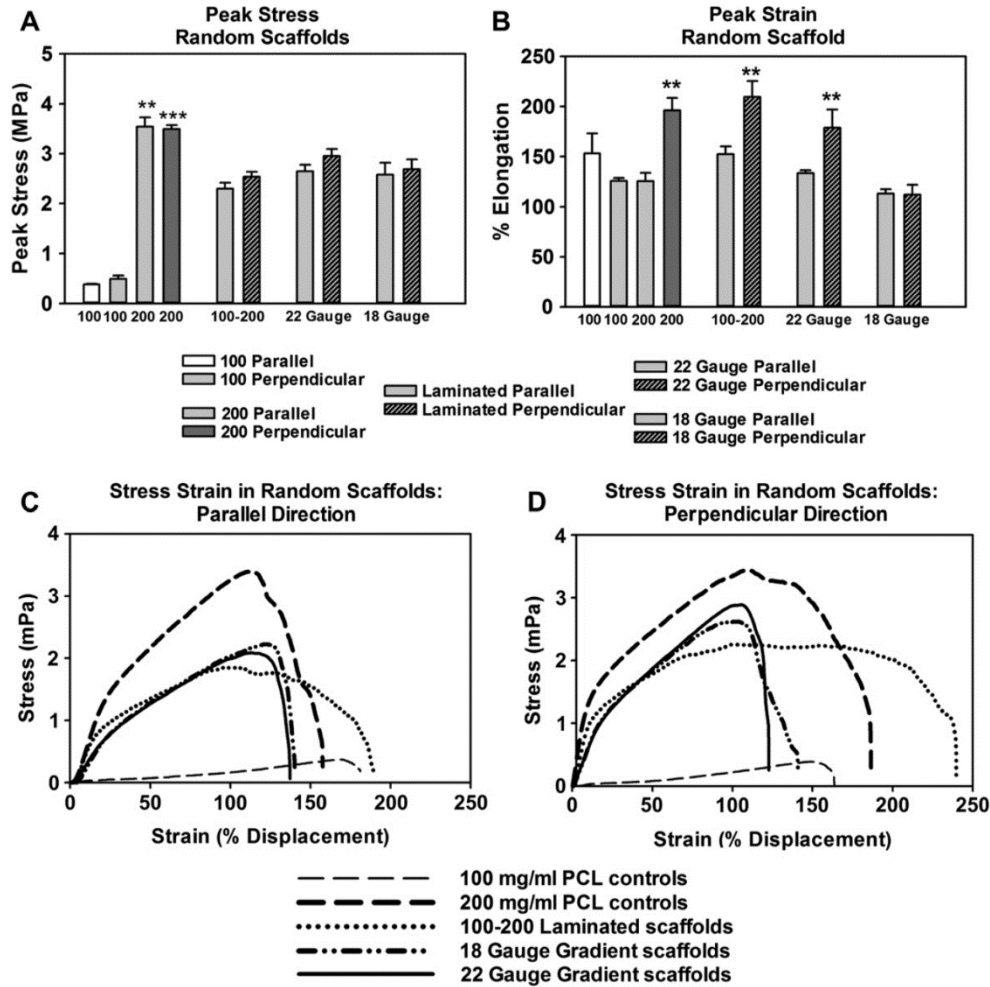 A
Peak Stress
Random Scaffolds
Peak Stress (MPa)
5
4
3
2
1
0
**
***
100 100 200 200 100-200 22 Gauge 18 Gauge
B
Peak Strain
Random Scaffold
% Elongation
250
200
150
100
50
0
**
**
**
100 100 200 200 100-200 22 Gauge 18 Gauge
100 Parallel
100 Perpendicular
200 Parallel
200 Perpendicular
Laminated Parallel
Laminated Perpendicular
22 Gauge Parallel
22 Gauge Perpendicular
18 Gauge Parallel
18 Gauge Perpendicular
C
Stress Strain in Random Scaffolds:
Parallel Direction
Stress (mPa)
4
3
2
1
0
0 50 100 150 200 250
Strain (% Displacement)
D
Stress Strain in Random Scaffolds:
Perpendicular Direction
Stress (mPa)
4
3
2
1
0
0 50 100 150 200 250
Strain (% Displacement)
100 mg/ml PCL controls
200 mg/ml PCL controls
100-200 Laminated scaffolds
18 Gauge Gradient scaffolds
22 Gauge Gradient scaffolds